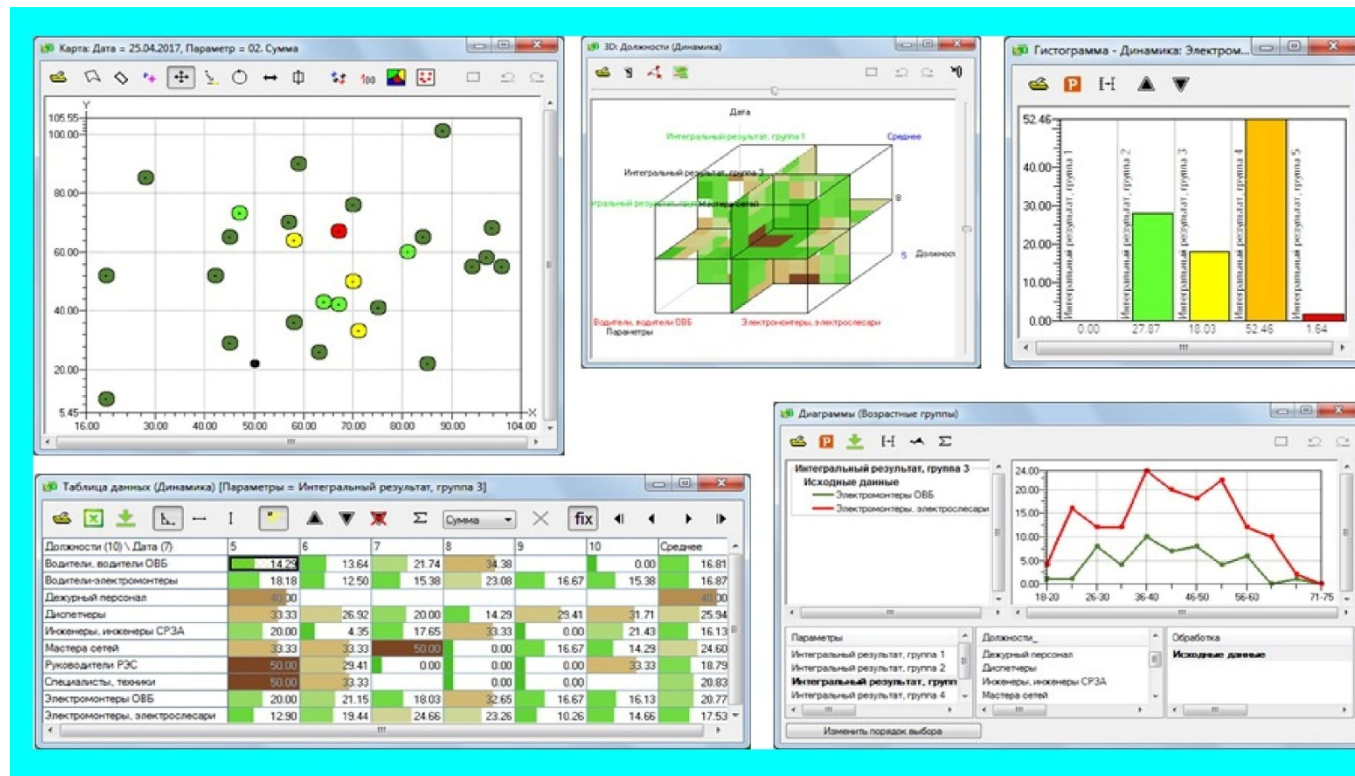 Карта: Дата = 25.04.2017, Параметр = 02. Сумма
100
Y
105.55
100.00
80.00
60.00
40.00
20.00
5.45
X
16.00 30.00 40.00 50.00 60.00 70.00 80.00 90.00 104.00
3D: Должности (Динамика)
Дата
Интегральный результат, группа 1
Среднее
Интегральный результат, группа 3
Мастера сетей
8
5 Должност
Водители, водители ОВБ
Электромонтеры, электрослесари
Параметры
Гистограмма - Динамика: Электром...
P
52.46
40.00
30.00
20.00
10.00
0.00
Интегральный результат, группа 1
Интегральный результат, группа 2
Интегральный результат, группа 3
Интегральный результат, группа 4
Интегральный результат, группа 5
0.00 27.87 18.03 52.46 1.64
Таблица данных (Динамика) [Параметры = Интегральный результат, группа 3]
Σ Сумма fix
Должности (10) \ Дата (7) 5 6 7 8 9 10 Среднее
Водители, водители ОВБ 14.29 13.64 21.74 34.38 0.00 16.81
Водители-электромонтеры 18.18 12.50 15.38 23.08 16.67 15.38 16.87
Дежурный персонал 40.00 40.00
Диспетчеры 33.33 26.92 20.00 14.29 29.41 31.71 25.94
Инженеры, инженеры СРЗА 20.00 4.35 17.65 33.33 0.00 21.43 16.13
Мастера сетей 33.33 33.33 50.00 0.00 16.67 14.29 24.60
Руководители РЭС 50.00 29.41 0.00 0.00 0.00 33.33 18.79
Специалисты, техники 50.00 33.33 0.00 0.00 20.83
Электромонтеры ОВБ 20.00 21.15 18.03 32.65 16.67 16.13 20.77
Электромонтеры, электрослесари 12.90 19.44 24.66 23.26 10.26 14.66 17.53
Диаграммы (Возрастные группы)
P Σ
Интегральный результат, группа 3
Исходные данные
Электромонтеры ОВБ
Электромонтеры, электрослесари
24.00
20.00
15.00
10.00
5.00
0.00
18-20 26-30 36-40 46-50 56-60 71-75
Параметры
Интегральный результат, группа 1
Интегральный результат, группа 2
Интегральный результат, групп
Интегральный результат, группа 4
Должности_
Дежурный персонал
Диспетчеры
Инженеры, инженеры СРЗА
Мастера сетей
Обработка
Исходные данные
Изменить порядок выбора